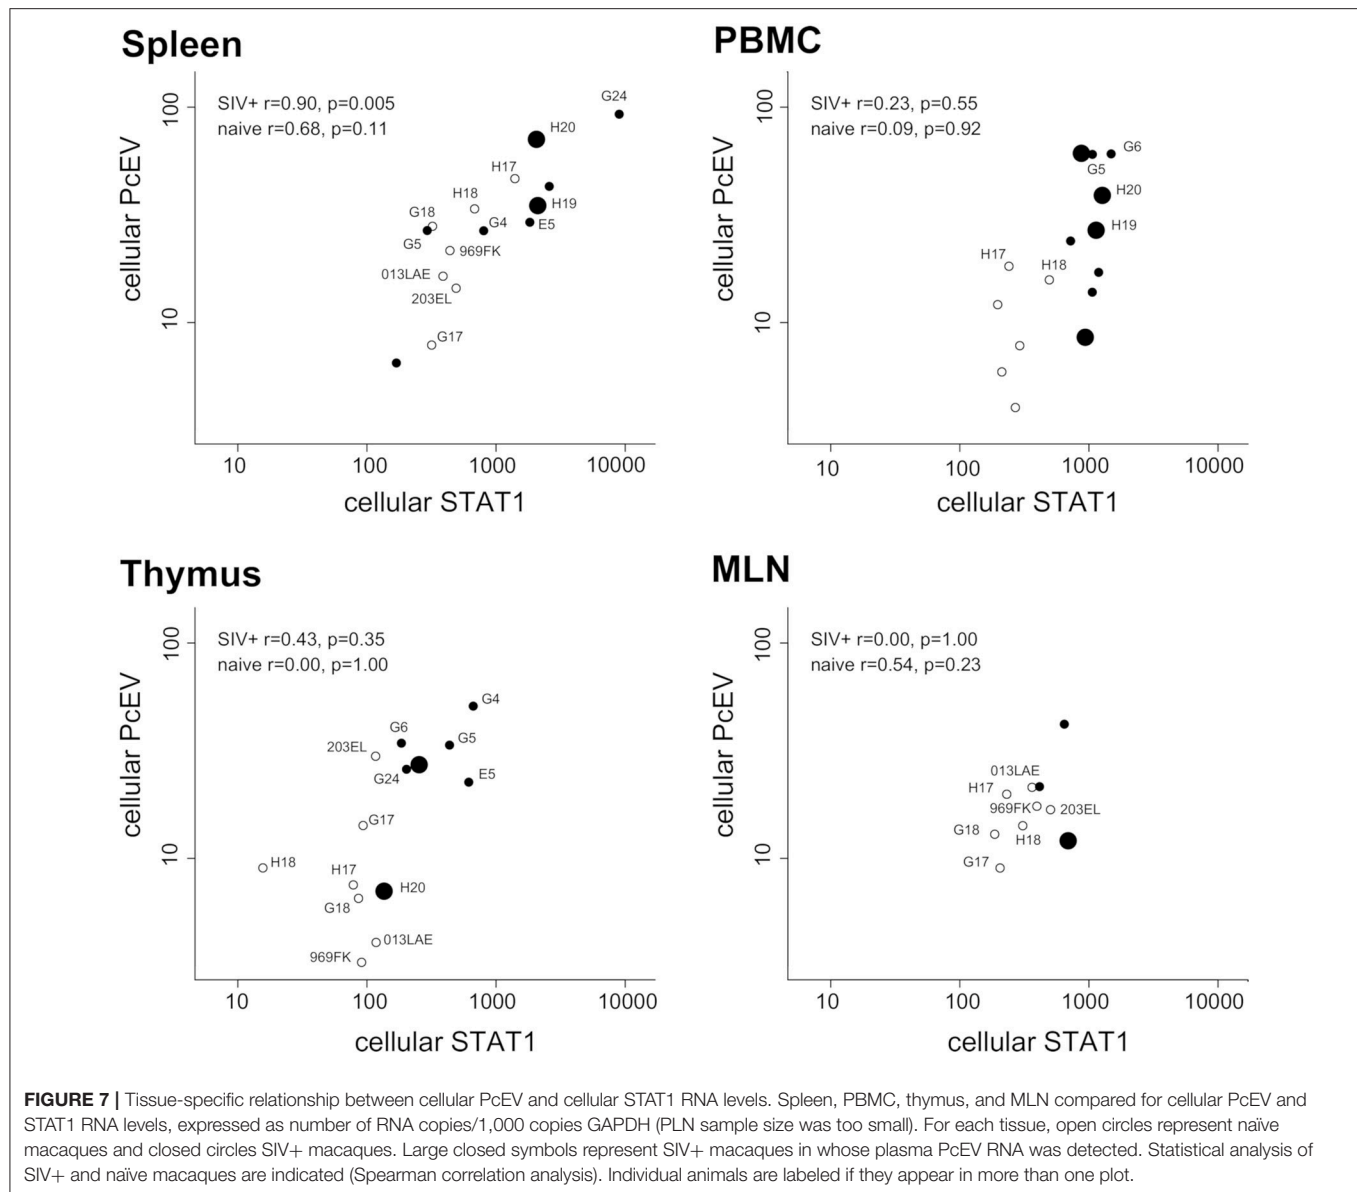 Spleen
SIV+ r=0.90, p=0.005
naive r=0.68, p=0.11
G24
H20
H17
H18
H19
G18
G4
E5
G5
969FK
013LAE
203EL
G17
cellular PcEV
100
10
10
100
1000
10000
cellular STAT1
PBMC
SIV+ r=0.23, p=0.55
naive r=0.09, p=0.92
G6
G5
H20
H19
H17
H18
cellular PcEV
100
10
10
100
1000
10000
cellular STAT1
Thymus
SIV+ r=0.43, p=0.35
naive r=0.00, p=1.00
G4
G6
G5
203EL
G24
E5
G17
H18
H17
H20
G18
013LAE
969FK
cellular PcEV
100
10
10
100
1000
10000
cellular STAT1
MLN
SIV+ r=0.00, p=1.00
naive r=0.54, p=0.23
013LAE
H17
969FK
203EL
G18
H18
G17
cellular PcEV
100
10
10
100
1000
10000
cellular STAT1
FIGURE 7 | Tissue-specific relationship between cellular PcEV and cellular STAT1 RNA levels. Spleen, PBMC, thymus, and MLN compared for cellular PcEV and
STAT1 RNA levels, expressed as number of RNA copies/1,000 copies GAPDH (PLN sample size was too small). For each tissue, open circles represent naïve
macaques and closed circles SIV+ macaques. Large closed symbols represent SIV+ macaques in whose plasma PcEV RNA was detected. Statistical analysis of
SIV+ and naïve macaques are indicated (Spearman correlation analysis). Individual animals are labeled if they appear in more than one plot.